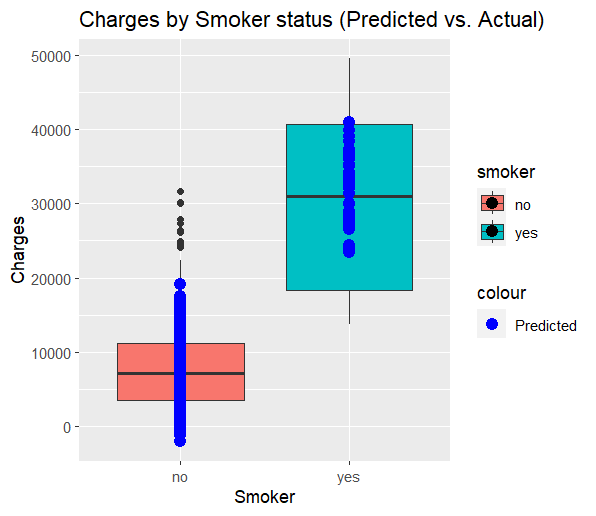 Charges by Smoker status (Predicted vs. Actual)
50000
40000
30000
20000
10000
0
Charges
no
yes
Smoker
smoker
no
yes
colour
Predicted